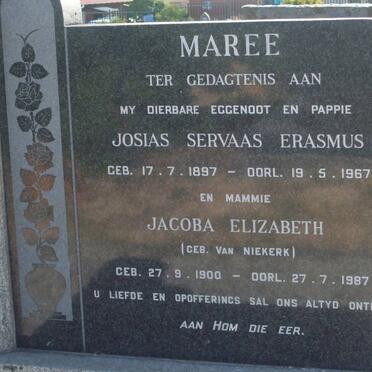 MAREE
TER GEDAGTENIS AAN
MY DIERBARE EGGENOOT EN PAPPIE
JOSIAS SERVAAS ERASMUS
GEB. 17.7.1897 - OORL. 19.5.1967
EN MAMMIE
JACOBA ELIZABETH
(GEB. VAN NIEKERK)
GEB. 27.9.1900 - OORL. 27.7.1987
U LIEFDE EN OPOFFERINGS SAL ONS ALTYD
AAN HOM DIE EER.